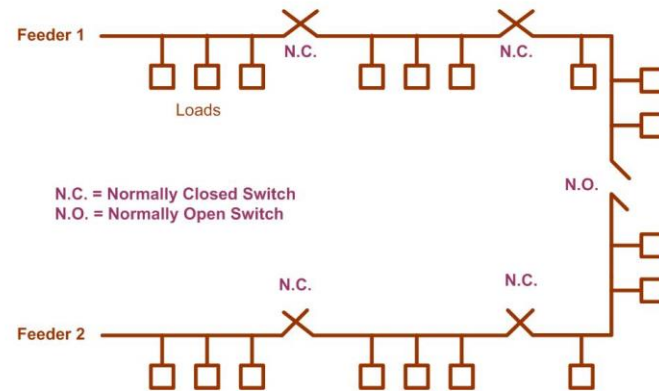 Feeder 1
N.C.
N.C.
Loads
N.C. = Normally Closed Switch
N.O. = Normally Open Switch
N.O.
N.C.
N.C.
Feeder 2